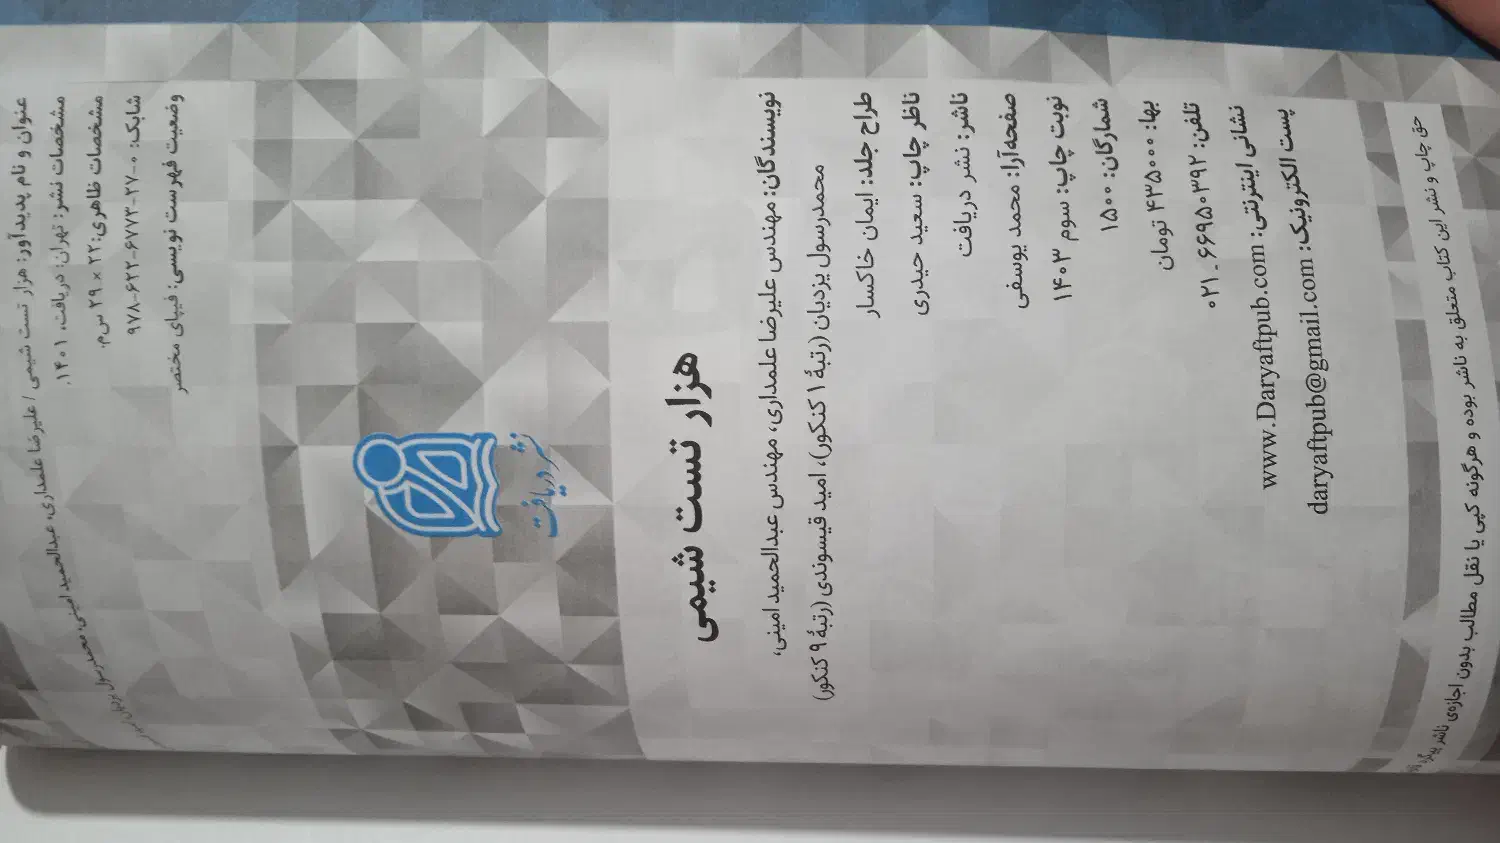 عنوان و نام پدیدآور: هزار تست شیمی / علیرضا علمداری، عبدالحمید امینی، محمدرسول یزدیان
مشخصات نشر: تهران: دریافت، ۱۴۰۱.
مشخصات ظاهری: ۲۲ × ۲۹ س‌م.
شابک: ۰-۲۷-۶۷۷۳-۶۲۲-۹۷۸
وضعیت فهرست نویسی: فیپای مختصر
نشر دریافت
هزار تست شیمی
نویسندگان: مهندس علیرضا علمداری، مهندس عبدالحمید امینی،
محمدرسول یزدیان (رتبهٔ ۱ کنکور)، امید قیسوندی (رتبهٔ ۹ کنکور)
طراح جلد: ایمان خاکسار
ناظر چاپ: سعید حیدری
ناشر: نشر دریافت
صفحه‌آرا: محمد یوسفی
نوبت چاپ: سوم ۱۴۰۳
شمارگان: ۱۵۰۰
بها: ۴۳۵۰۰۰ تومان
تلفن: ۶۶۹۵۰۳۹۲ - ۰۲۱
نشانی اینترنتی: www.Daryaftpub.com
پست الکترونیک: daryaftpub@gmail.com
حق چاپ و نشر این کتاب متعلق به ناشر بوده و هرگونه کپی یا نقل مطالب بدون اجازه‌ی ناشر پیگرد